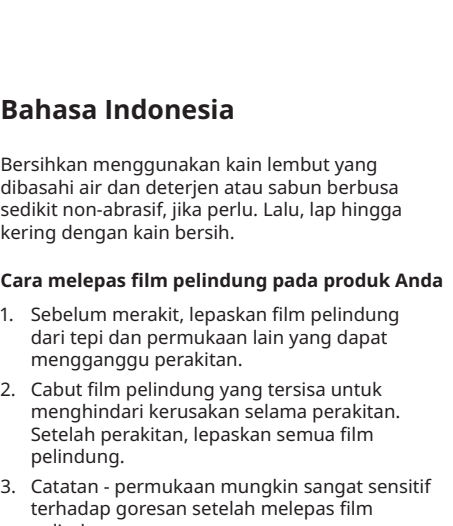 Bahasa Indonesia
Bersihkan menggunakan kain lembut yang
dibasahi air dan deterjen atau sabun berbusa
sedikit non-abrasif, jika perlu. Lalu, lap hingga
kering dengan kain bersih.
Cara melepas film pelindung pada produk Anda
1. Sebelum merakit, lepaskan film pelindung
dari tepi dan permukaan lain yang dapat
mengganggu perakitan.
2. Cabut film pelindung yang tersisa untuk
menghindari kerusakan selama perakitan.
Setelah perakitan, lepaskan semua film
pelindung.
3. Catatan - permukaan mungkin sangat sensitif
terhadap goresan setelah melepas film